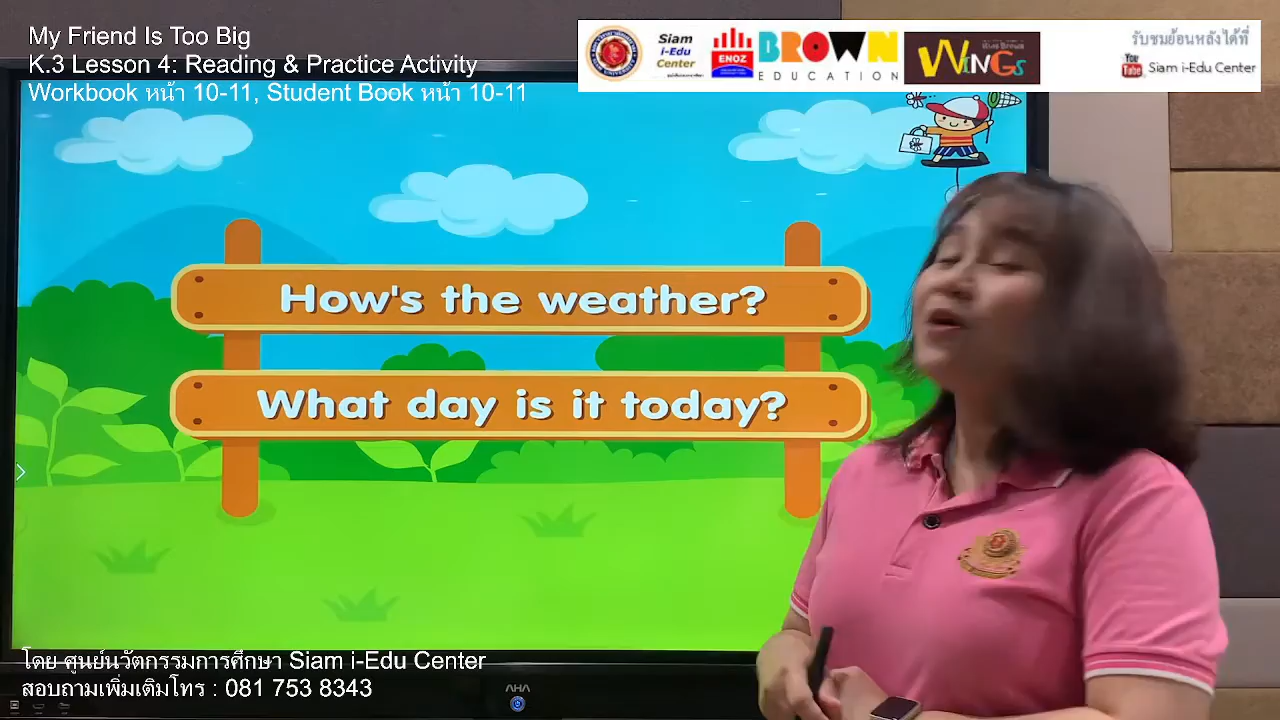 My Friend Is Too Big
K.3 Lesson 4: Reading & Practice Activity
Workbook หน้า 10-11, Student Book หน้า 10-11
Siam
i-Edu
Center
ENOZ
BROWN
EDUCATION
WINGS
รับชมย้อนหลังได้ที่
You
Tube
Siam i-Edu Center
How's the weather?
What day is it today?
โดย ศูนย์นวัตกรรมการศึกษา Siam i-Edu Center
สอบถามเพิ่มเติมโทร : 081 753 8343
AHA